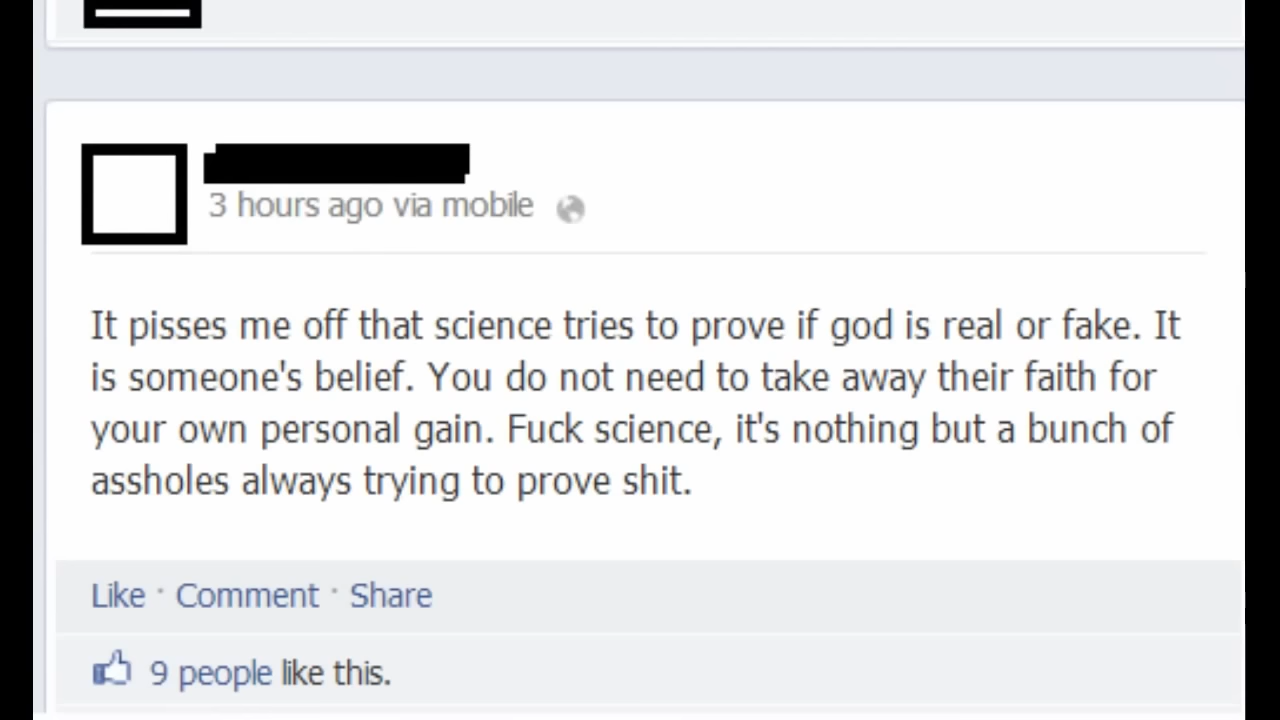 3 hours ago via mobile
It pisses me off that science tries to prove if god is real or fake. It
is someone's belief. You do not need to take away their faith for
your own personal gain. Fuck science, it's nothing but a bunch of
assholes always trying to prove shit.
Like · Comment · Share
9 people like this.